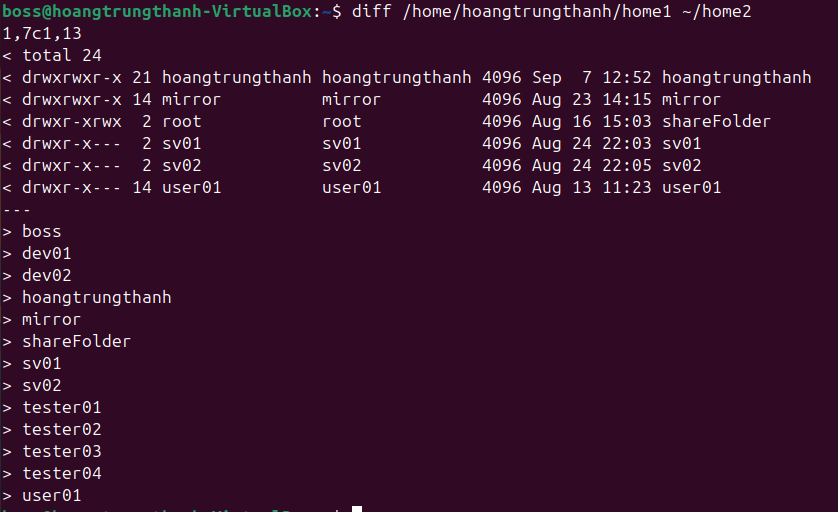 boss@hoangtrungthanh-VirtualBox:~$ diff /home/hoangtrungthanh/home1 ~/home2
1,7c1,13
< total 24
< drwxrwxr-x 21 hoangtrungthanh hoangtrungthanh 4096 Sep  7 12:52 hoangtrungthanh
< drwxrwxr-x 14 mirror          mirror          4096 Aug 23 14:15 mirror
< drwxr-xrwx  2 root            root            4096 Aug 16 15:03 shareFolder
< drwxr-x---  2 sv01            sv01            4096 Aug 24 22:03 sv01
< drwxr-x---  2 sv02            sv02            4096 Aug 24 22:05 sv02
< drwxr-x--- 14 user01          user01          4096 Aug 13 11:23 user01
---
> boss
> dev01
> dev02
> hoangtrungthanh
> mirror
> shareFolder
> sv01
> sv02
> tester01
> tester02
> tester03
> tester04
> user01